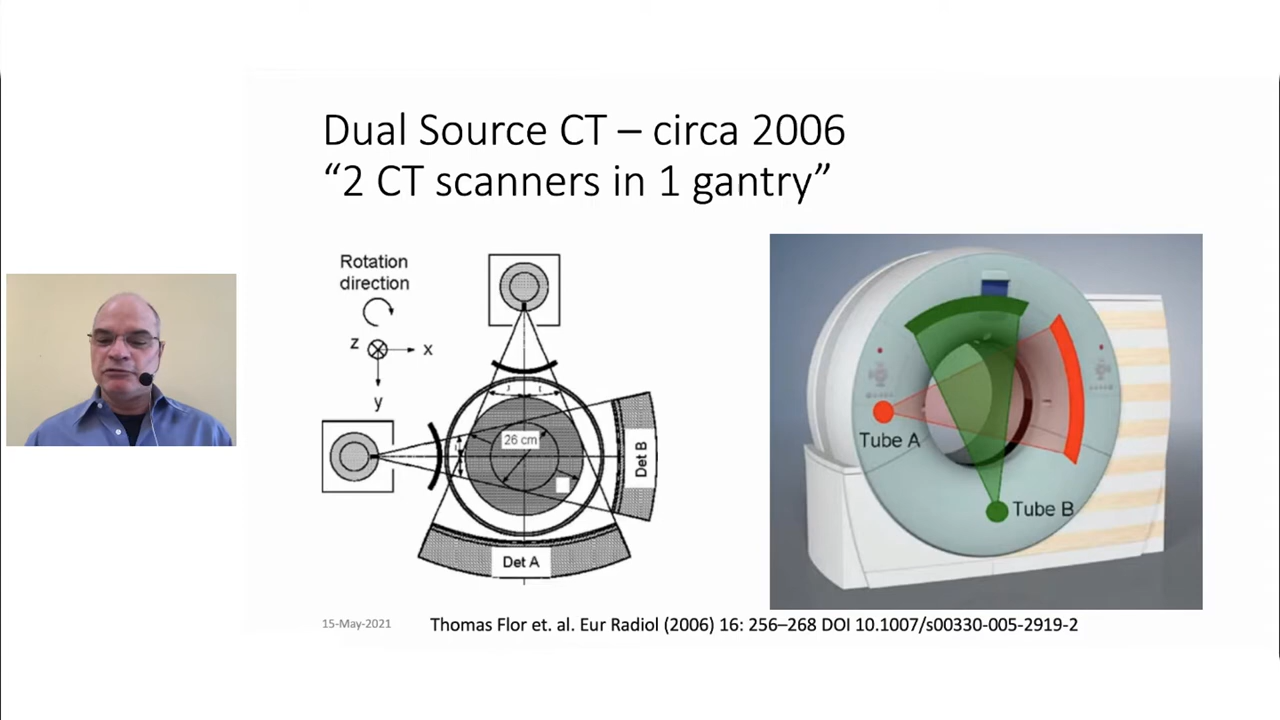 Dual Source CT – circa 2006
“2 CT scanners in 1 gantry”
Rotation
direction
z
x
y
26 cm
Det B
Det A
Tube A
Tube B
15-May-2021
Thomas Flor et. al. Eur Radiol (2006) 16: 256–268 DOI 10.1007/s00330-005-2919-2